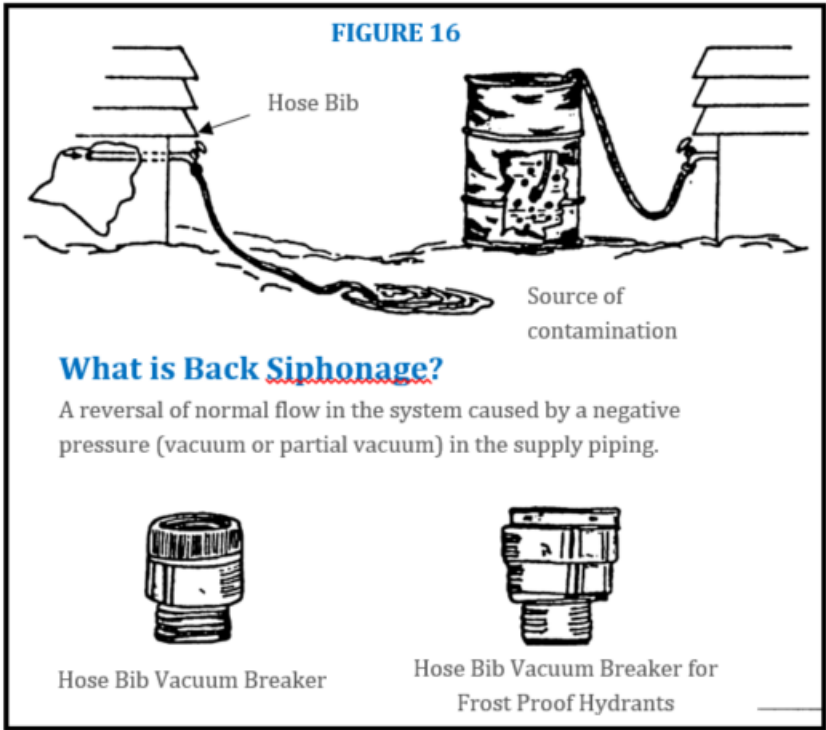 FIGURE 16
Hose Bib
Source of
contamination
What is Back Siphonage?
A reversal of normal flow in the system caused by a negative
pressure (vacuum or partial vacuum) in the supply piping.
Hose Bib Vacuum Breaker
Hose Bib Vacuum Breaker for
Frost Proof Hydrants